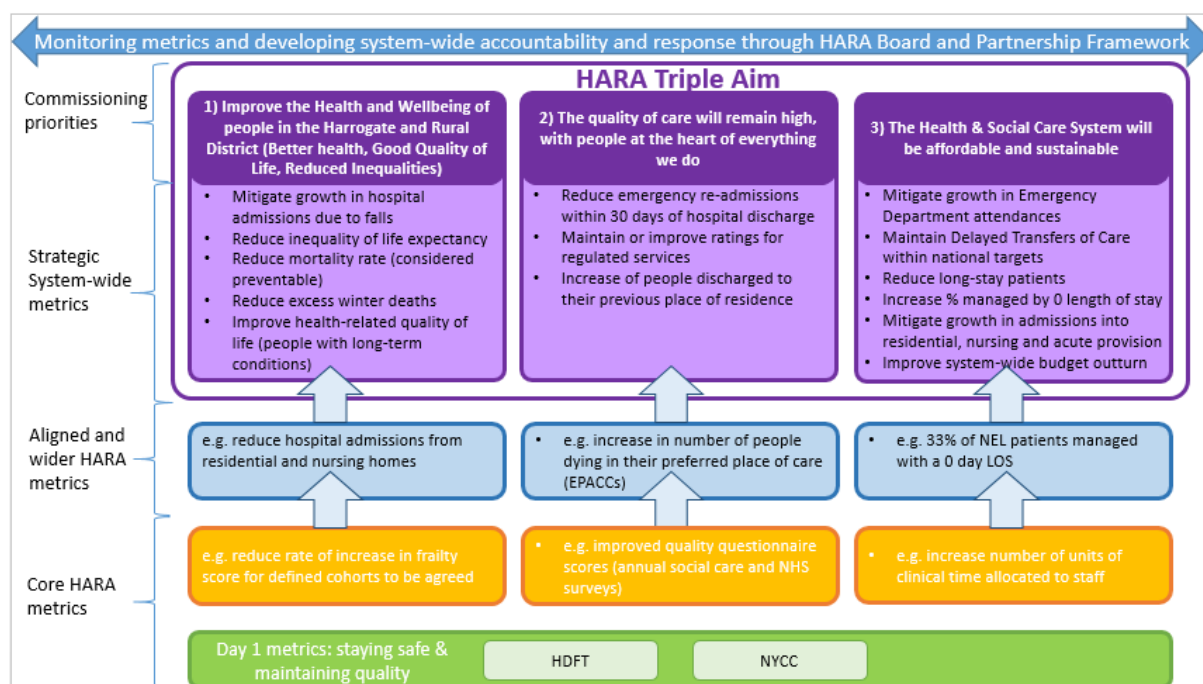 Monitoring metrics and developing system-wide accountability and response through HARA Board and Partnership Framework
HARA Triple Aim
Commissioning
priorities
1) Improve the Health and Wellbeing of
people in the Harrogate and Rural
District (Better health, Good Quality of
Life, Reduced Inequalities)
2) The quality of care will remain high,
with people at the heart of everything
we do
3) The Health & Social Care System will
be affordable and sustainable
Strategic
System-wide
metrics
• Mitigate growth in hospital
admissions due to falls
• Reduce inequality of life expectancy
• Reduce mortality rate (considered
preventable)
• Reduce excess winter deaths
• Improve health-related quality of
life (people with long-term
conditions)
• Reduce emergency re-admissions
within 30 days of hospital discharge
• Maintain or improve ratings for
regulated services
• Increase of people discharged to
their previous place of residence
• Mitigate growth in Emergency
Department attendances
• Maintain Delayed Transfers of Care
within national targets
• Reduce long-stay patients
• Increase % managed by 0 length of stay
• Mitigate growth in admissions into
residential, nursing and acute provision
• Improve system-wide budget outturn
Aligned and
wider HARA
metrics
e.g. reduce hospital admissions from
residential and nursing homes
• e.g. increase in number of people
dying in their preferred place of care
(EPACCs)
• e.g. 33% of NEL patients managed
with a 0 day LOS
Core HARA
metrics
e.g. reduce rate of increase in frailty
score for defined cohorts to be agreed
• e.g. improved quality questionnaire
scores (annual social care and NHS
surveys)
• e.g. increase number of units of
clinical time allocated to staff
Day 1 metrics: staying safe &
maintaining quality
HDFT
NYCC